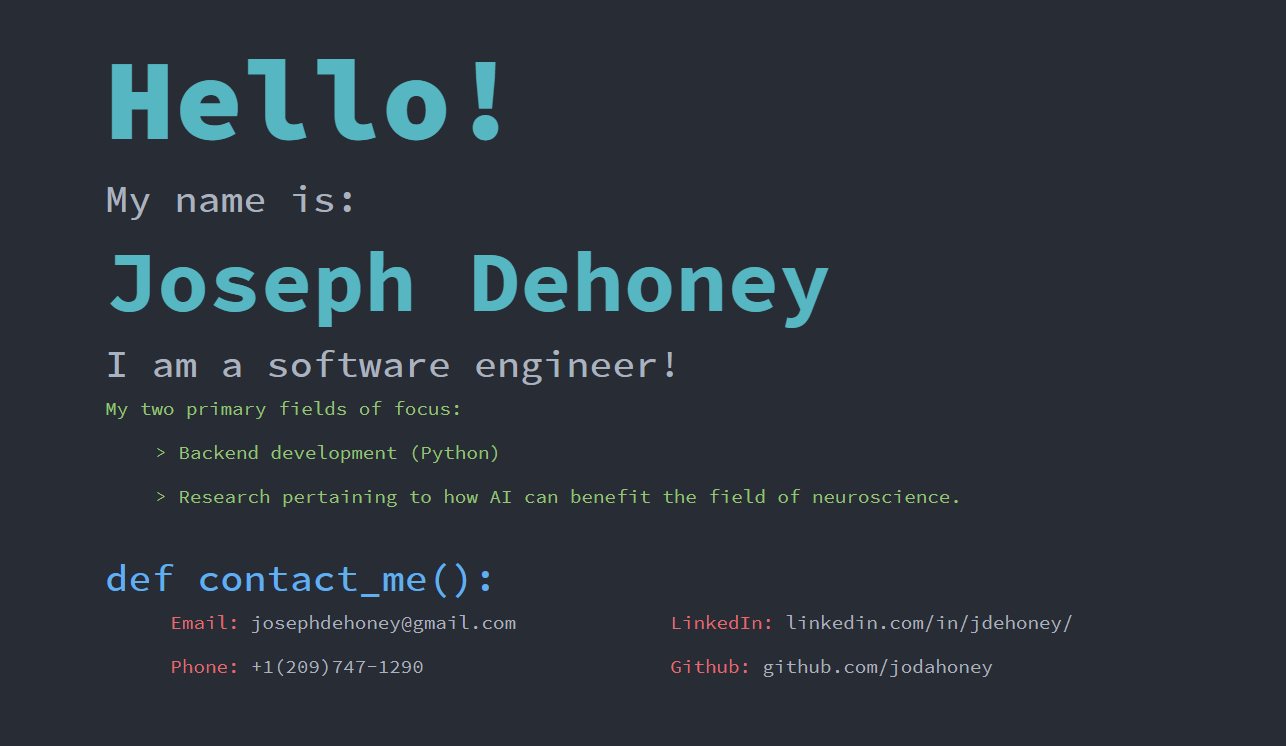 Hello!
My name is:
Joseph Dehoney
I am a software engineer!
My two primary fields of focus:
> Backend development (Python)
> Research pertaining to how AI can benefit the field of neuroscience.
def contact_me():
Email: josephdehoney@gmail.com
LinkedIn: linkedin.com/in/jdehoney/
Phone: +1(209)747-1290
Github: github.com/jodahoney